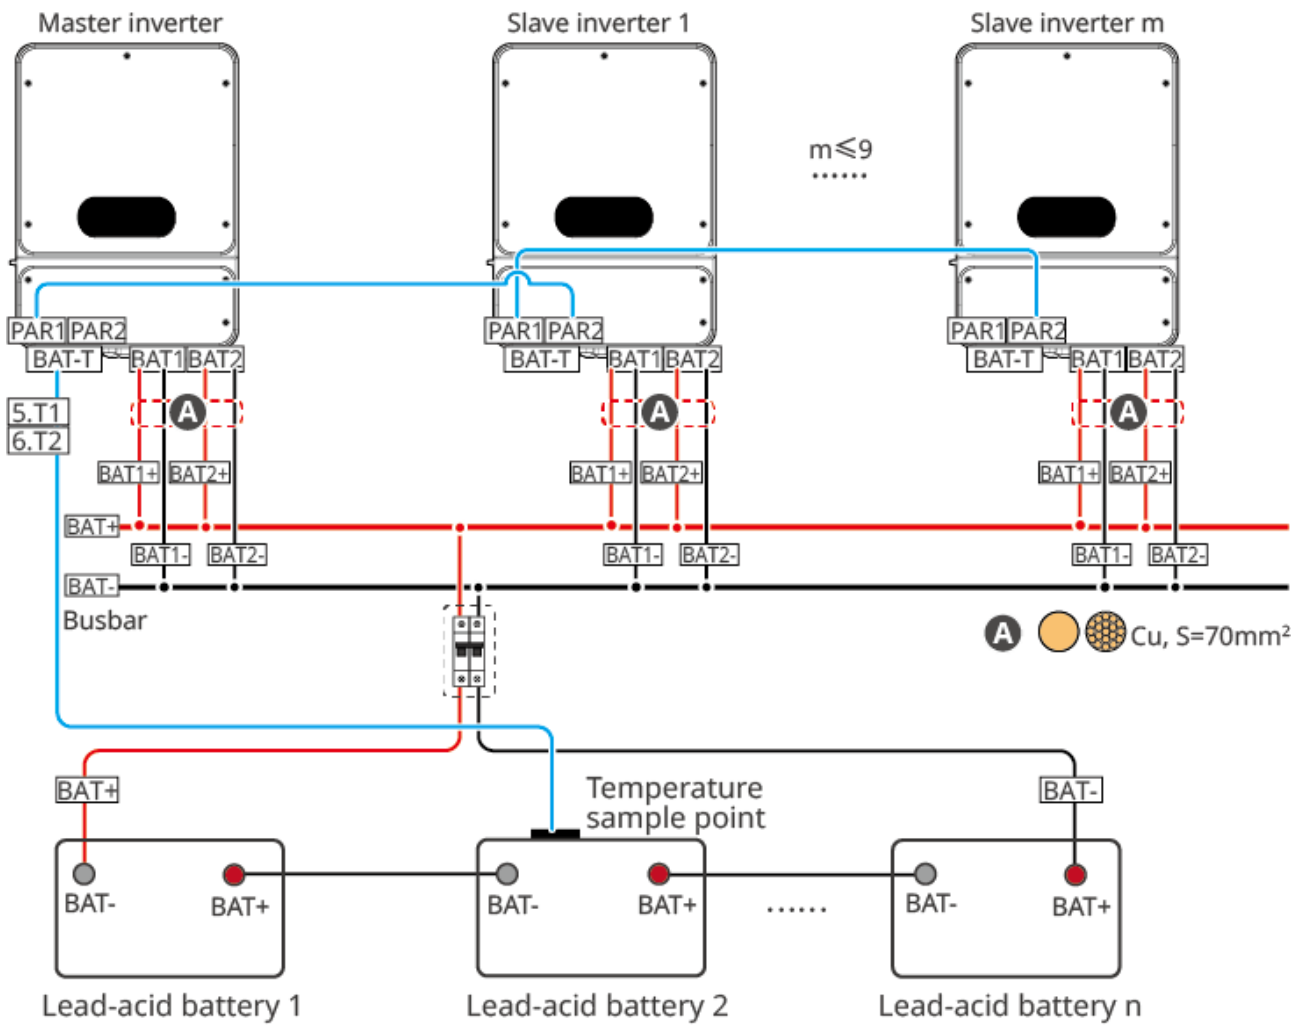 Master inverter
Slave inverter 1
Slave inverter m
m≤9
......
PAR1 PAR2
PAR1 PAR2
PAR1 PAR2
BAT-T BAT1 BAT2
BAT-T BAT1 BAT2
BAT-T BAT1 BAT2
5.T1
6.T2
A
A
A
BAT1+ BAT2+
BAT1+ BAT2+
BAT1+ BAT2+
BAT+
BAT1- BAT2-
BAT1- BAT2-
BAT1- BAT2-
BAT-
Busbar
A Cu, S=70mm²
BAT+
Temperature
sample point
BAT-
BAT- BAT+
BAT- BAT+
......
BAT- BAT+
Lead-acid battery 1
Lead-acid battery 2
Lead-acid battery n